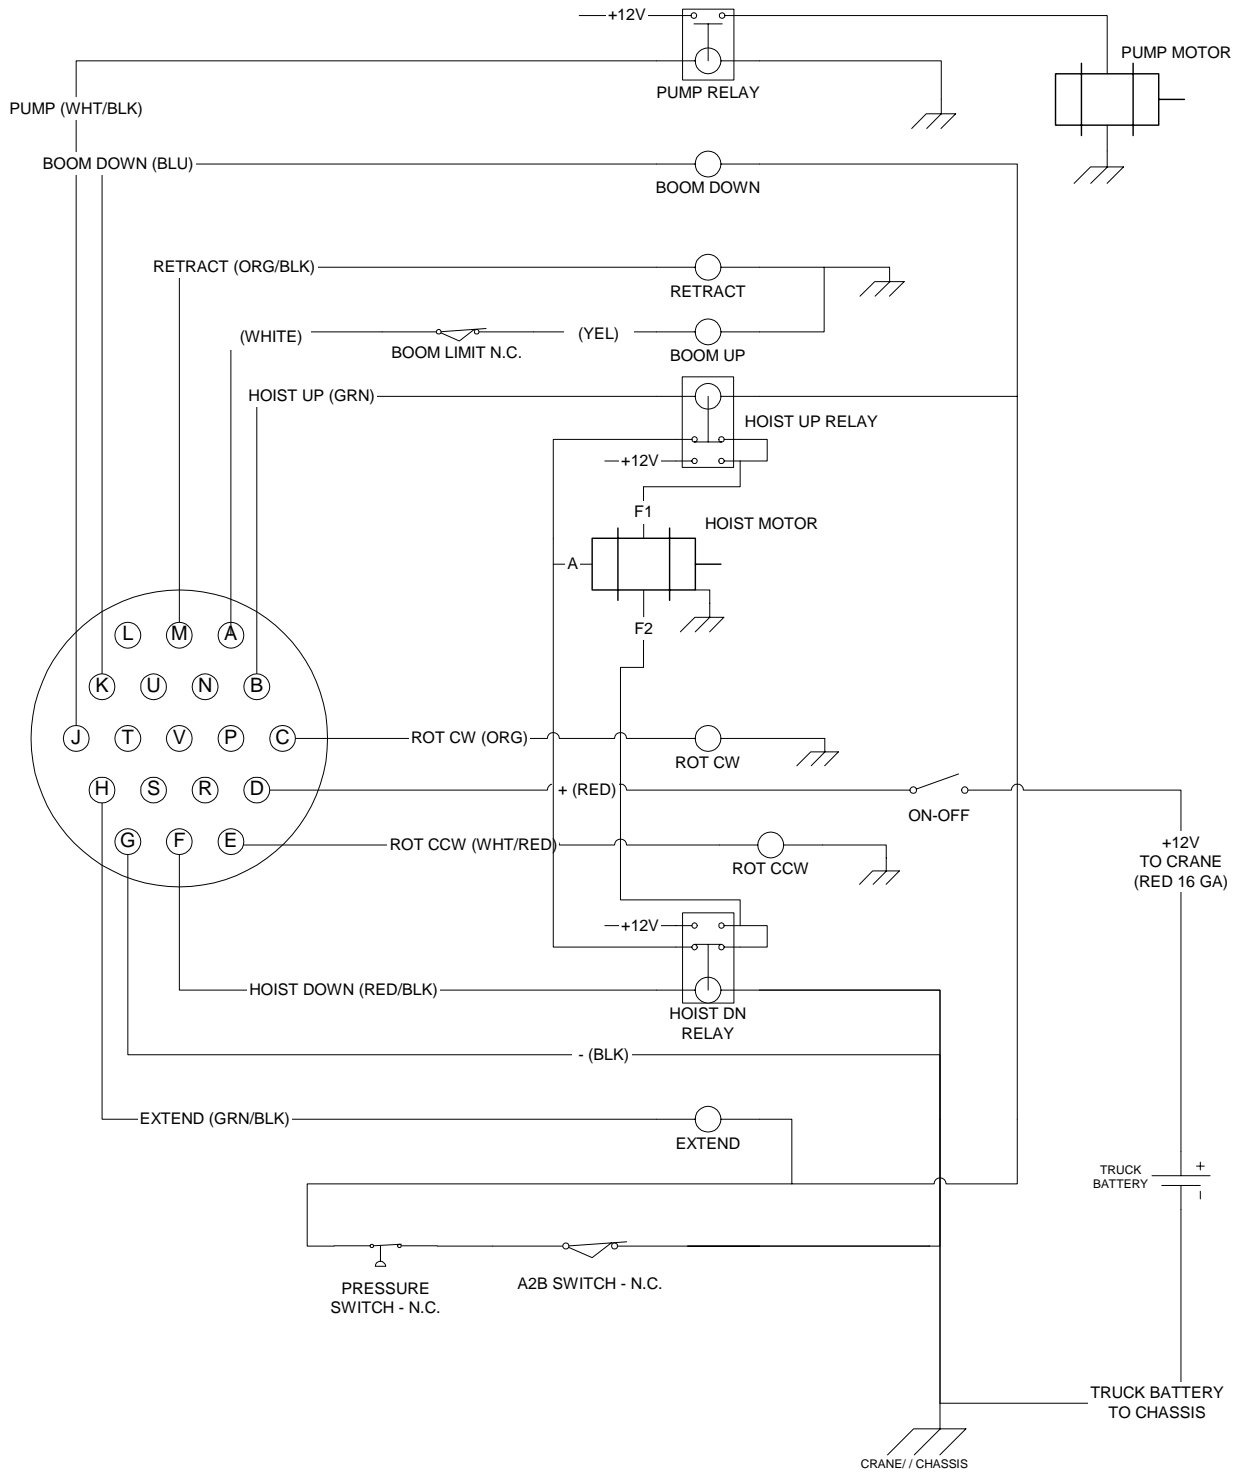 +12V
PUMP MOTOR
PUMP RELAY
PUMP (WHT/BLK)
BOOM DOWN (BLU)
BOOM DOWN
RETRACT (ORG/BLK)
RETRACT
(WHITE)
(YEL)
BOOM LIMIT N.C.
BOOM UP
HOIST UP (GRN)
HOIST UP RELAY
+12V
F1
HOIST MOTOR
A
F2
L M A
K U N B
J T V P C
ROT CW (ORG)
ROT CW
H S R D
+ (RED)
ON-OFF
G F E
ROT CCW (WHT/RED)
ROT CCW
+12V
TO CRANE
(RED 16 GA)
+12V
HOIST DOWN (RED/BLK)
HOIST DN
RELAY
- (BLK)
EXTEND (GRN/BLK)
EXTEND
TRUCK
BATTERY
+
–
PRESSURE
SWITCH - N.C.
A2B SWITCH - N.C.
TRUCK BATTERY
TO CHASSIS
CRANE/ / CHASSIS